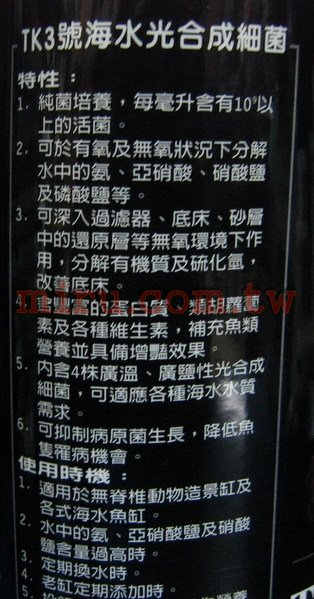 TK3號海水光合成細菌
特性：
1. 純菌培養，每毫升含有10⁹以
上的活菌。
2. 可於有氧及無氧狀況下分解
水中的氨、亞硝酸、硝酸鹽
及磷酸鹽等。
3. 可深入過濾器、底床、砂層
中的還原層等無氧環境下作
用，分解有機質及硫化氫，
改善底床。
miru.com.tw
4. 含豐富的蛋白質、類胡蘿蔔
素及各種維生素，補充魚類
營養並具備增豔效果。
5. 內含4株廣溫、廣鹽性光合成
細菌，可適應各種海水水質
需求。
6. 可抑制病原菌生長，降低魚
隻罹病機會。
使用時機：
1. 適用於無脊椎動物造景缸及
各式海水魚缸。
2. 水中的氨、亞硝酸鹽及硝酸
鹽含量過高時。
3. 定期換水時。
4. 老缸定期添加時。
5.